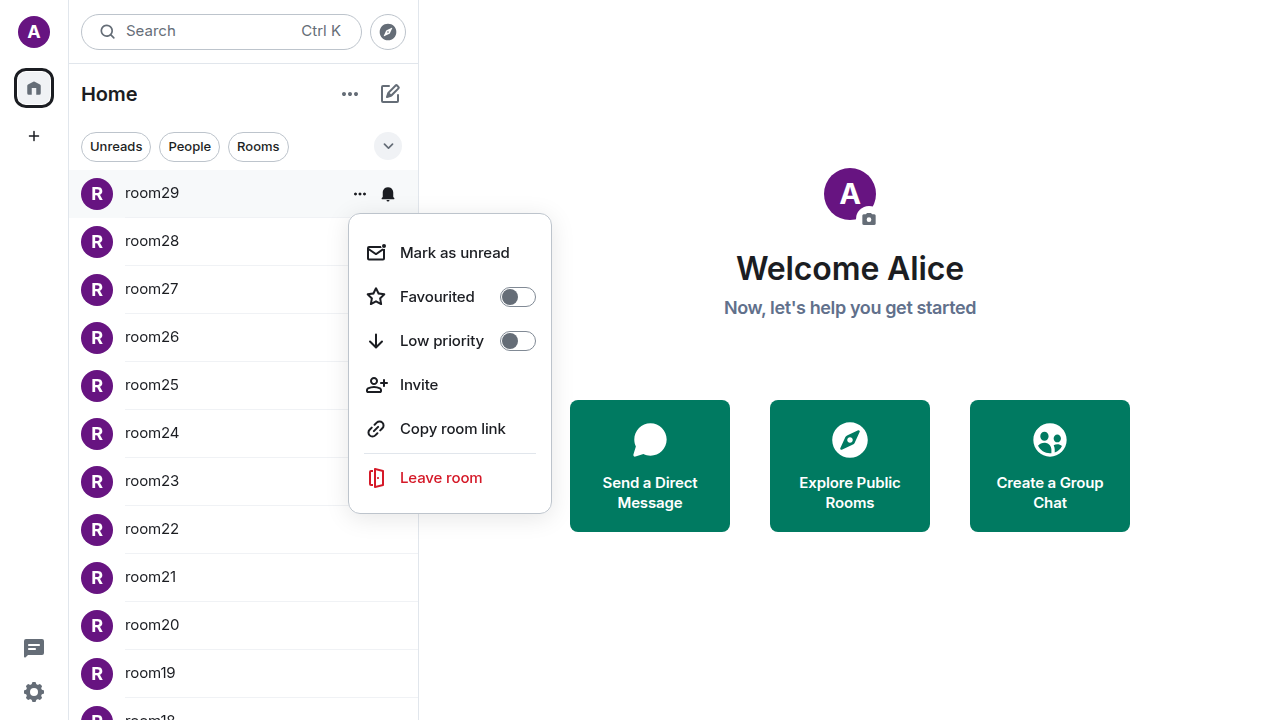 A
Search Ctrl K
Home
Unreads People Rooms
R room29
R room28
R room27
R room26
R room25
R room24
R room23
R room22
R room21
R room20
R room19
R room18
Mark as unread
Favourited
Low priority
Invite
Copy room link
Leave room
A
Welcome Alice
Now, let's help you get started
Send a Direct
Message
Explore Public
Rooms
Create a Group
Chat